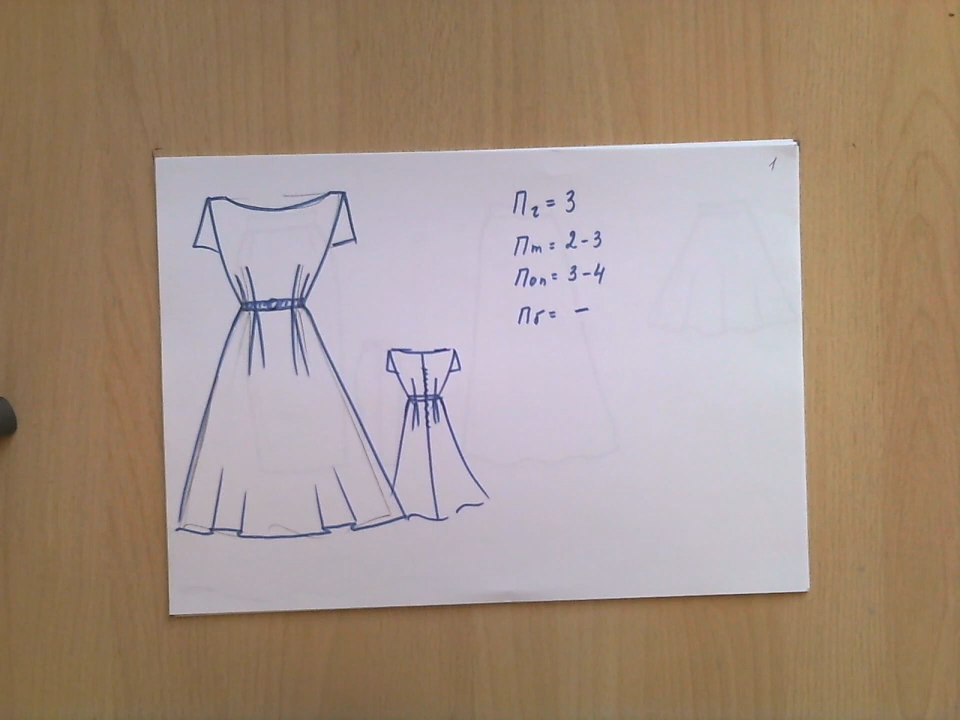 1
Пг = 3
Пт = 2-3
Поп = 3-4
Пб = -